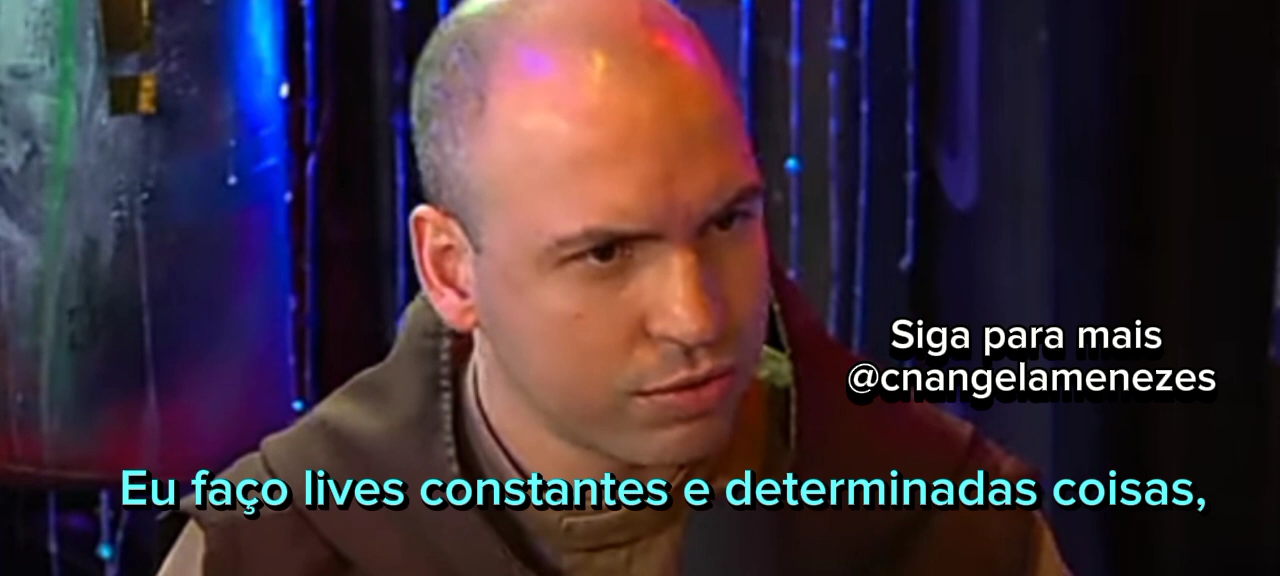 Siga para mais
@cnangelamenezes
Eu faço lives constantes e determinadas coisas,